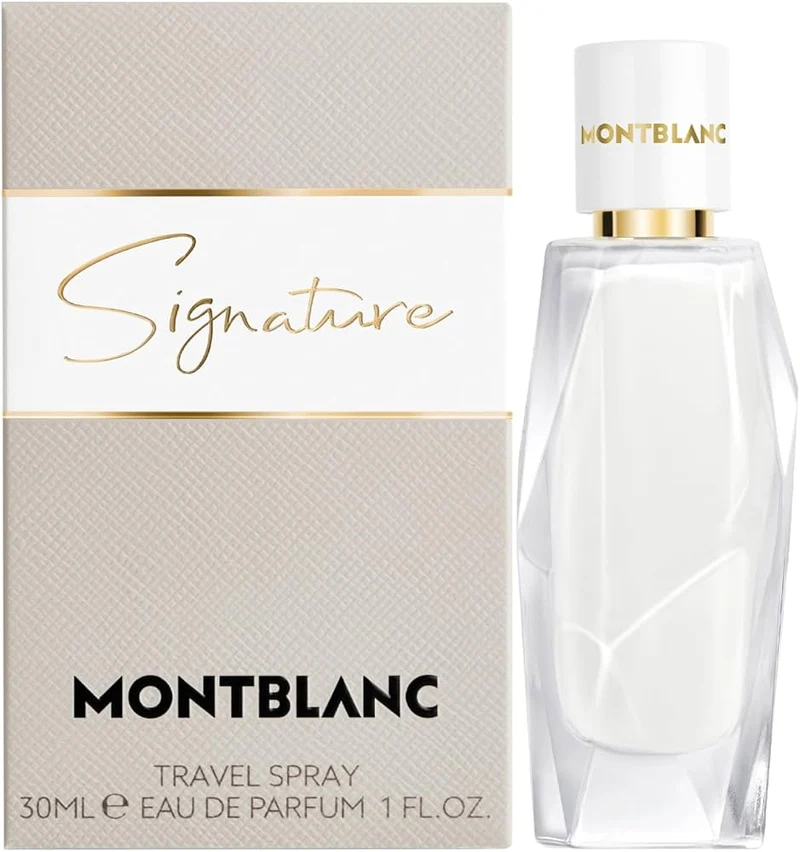 Signature
MONTBLANC
TRAVEL SPRAY
30ML ℮ EAU DE PARFUM 1 FL.OZ.
MONTBLANC